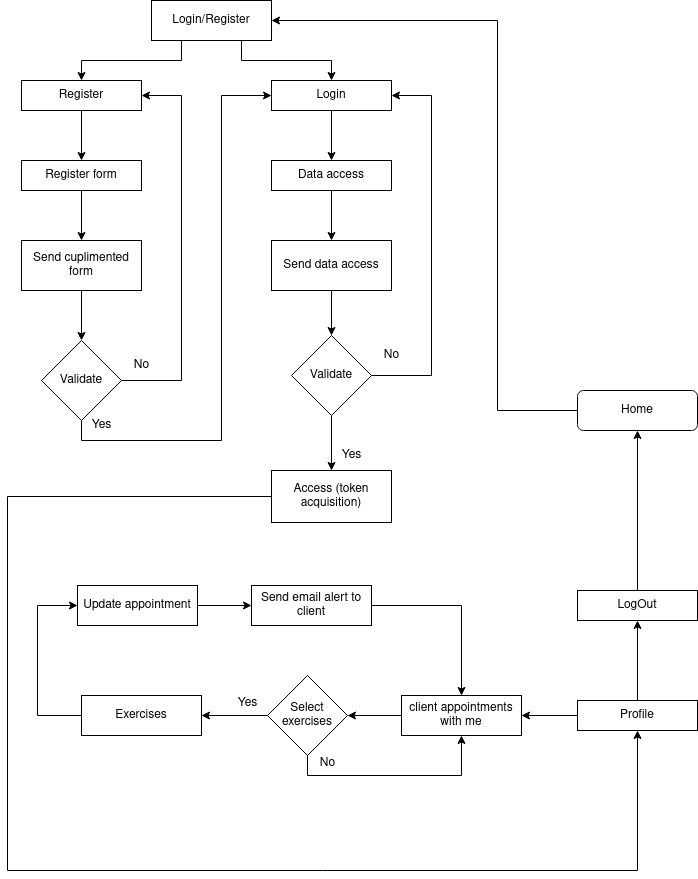 Login/Register
Register
Login
Register form
Data access
Send cuplimented
form
Send data access
Validate
No
Yes
Validate
No
Yes
Home
Access (token
acquisition)
Update appointment
Send email alert to
client
LogOut
Exercises
Yes
Select
exercises
No
client appointments
with me
Profile